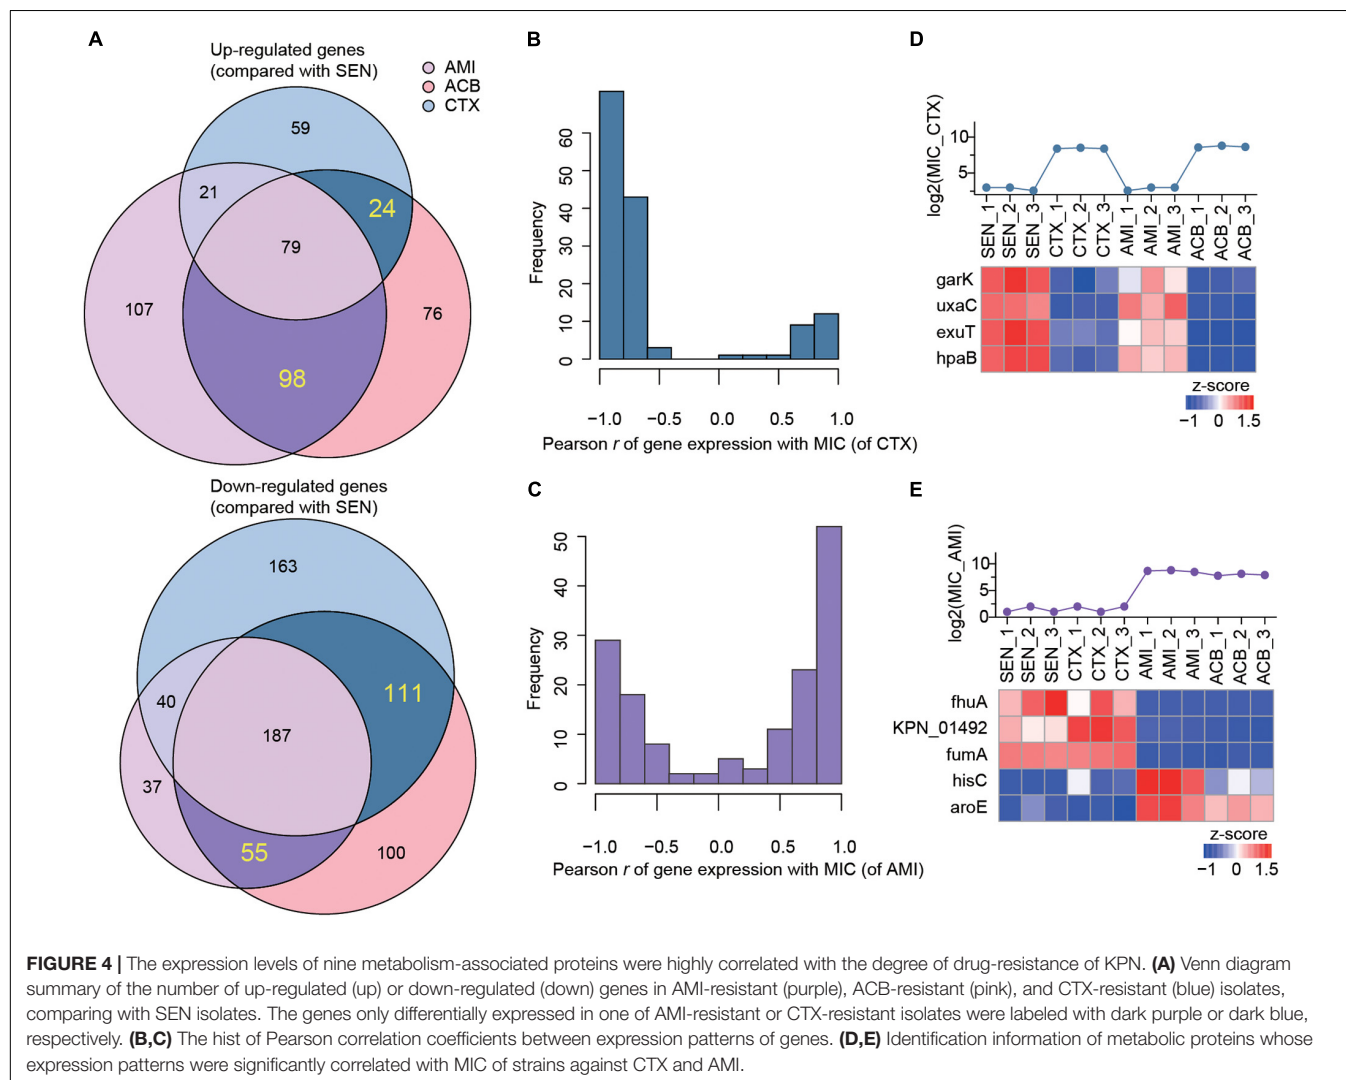 A
Up-regulated genes
(compared with SEN)
AMI
ACB
CTX
59
21
24
79
107
76
98
Down-regulated genes
(compared with SEN)
163
111
40
187
37
55
100
B
Frequency
0
10
20
30
40
50
60
−1.0 −0.5 0.0 0.5 1.0
Pearson r of gene expression with MIC (of CTX)
C
Frequency
0
10
20
30
40
50
−1.0 −0.5 0.0 0.5 1.0
Pearson r of gene expression with MIC (of AMI)
D
log2(MIC_CTX)
10
5
SEN_1
SEN_2
SEN_3
CTX_1
CTX_2
CTX_3
AMI_1
AMI_2
AMI_3
ACB_1
ACB_2
ACB_3
garK
uxaC
exuT
hpaB
z-score
−1 0 1.5
E
log2(MIC_AMI)
10
5
0
SEN_1
SEN_2
SEN_3
CTX_1
CTX_2
CTX_3
AMI_1
AMI_2
AMI_3
ACB_1
ACB_2
ACB_3
fhuA
KPN_01492
fumA
hisC
aroE
z-score
−1 0 1.5
FIGURE 4 | The expression levels of nine metabolism-associated proteins were highly correlated with the degree of drug-resistance of KPN. (A) Venn diagram
summary of the number of up-regulated (up) or down-regulated (down) genes in AMI-resistant (purple), ACB-resistant (pink), and CTX-resistant (blue) isolates,
comparing with SEN isolates. The genes only differentially expressed in one of AMI-resistant or CTX-resistant isolates were labeled with dark purple or dark blue,
respectively. (B,C) The hist of Pearson correlation coefficients between expression patterns of genes. (D,E) Identification information of metabolic proteins whose
expression patterns were significantly correlated with MIC of strains against CTX and AMI.